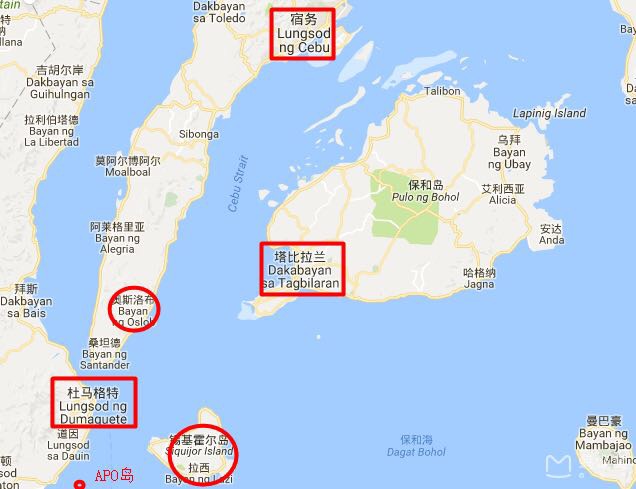 Dakbayan
sa Toledo
宿务
Lungsod
ng Cebu
吉胡尔岸
Dakbayan sa
Guihulngan
Talibon
Lapinig Island
拉利伯塔德
Bayan ng
La Libertad
Sibonga
莫阿尔博阿尔
Moalboal
Cebu Strait
乌拜
Bayan
ng Ubay
保和岛
Pulo ng Bohol
艾利西亚
Alicia
阿莱格里亚
Bayan ng
Alegria
安达
Anda
塔比拉兰
Dakabayan
sa Tagbilaran
哈格纳
Jagna
拜斯
Dakbayan
sa Bais
奥斯洛布
Bayan
ng Oslob
桑坦德
Bayan ng
Santander
杜马格特
Lungsod ng
Dumaguete
道因
Lungsod
sa Dauin
锡基霍尔岛
Siquijor Island
拉西
Bayan ng Lazi
保和海
Dagat Bohol
曼巴豪
Bayan ng
Mambajao
APO岛